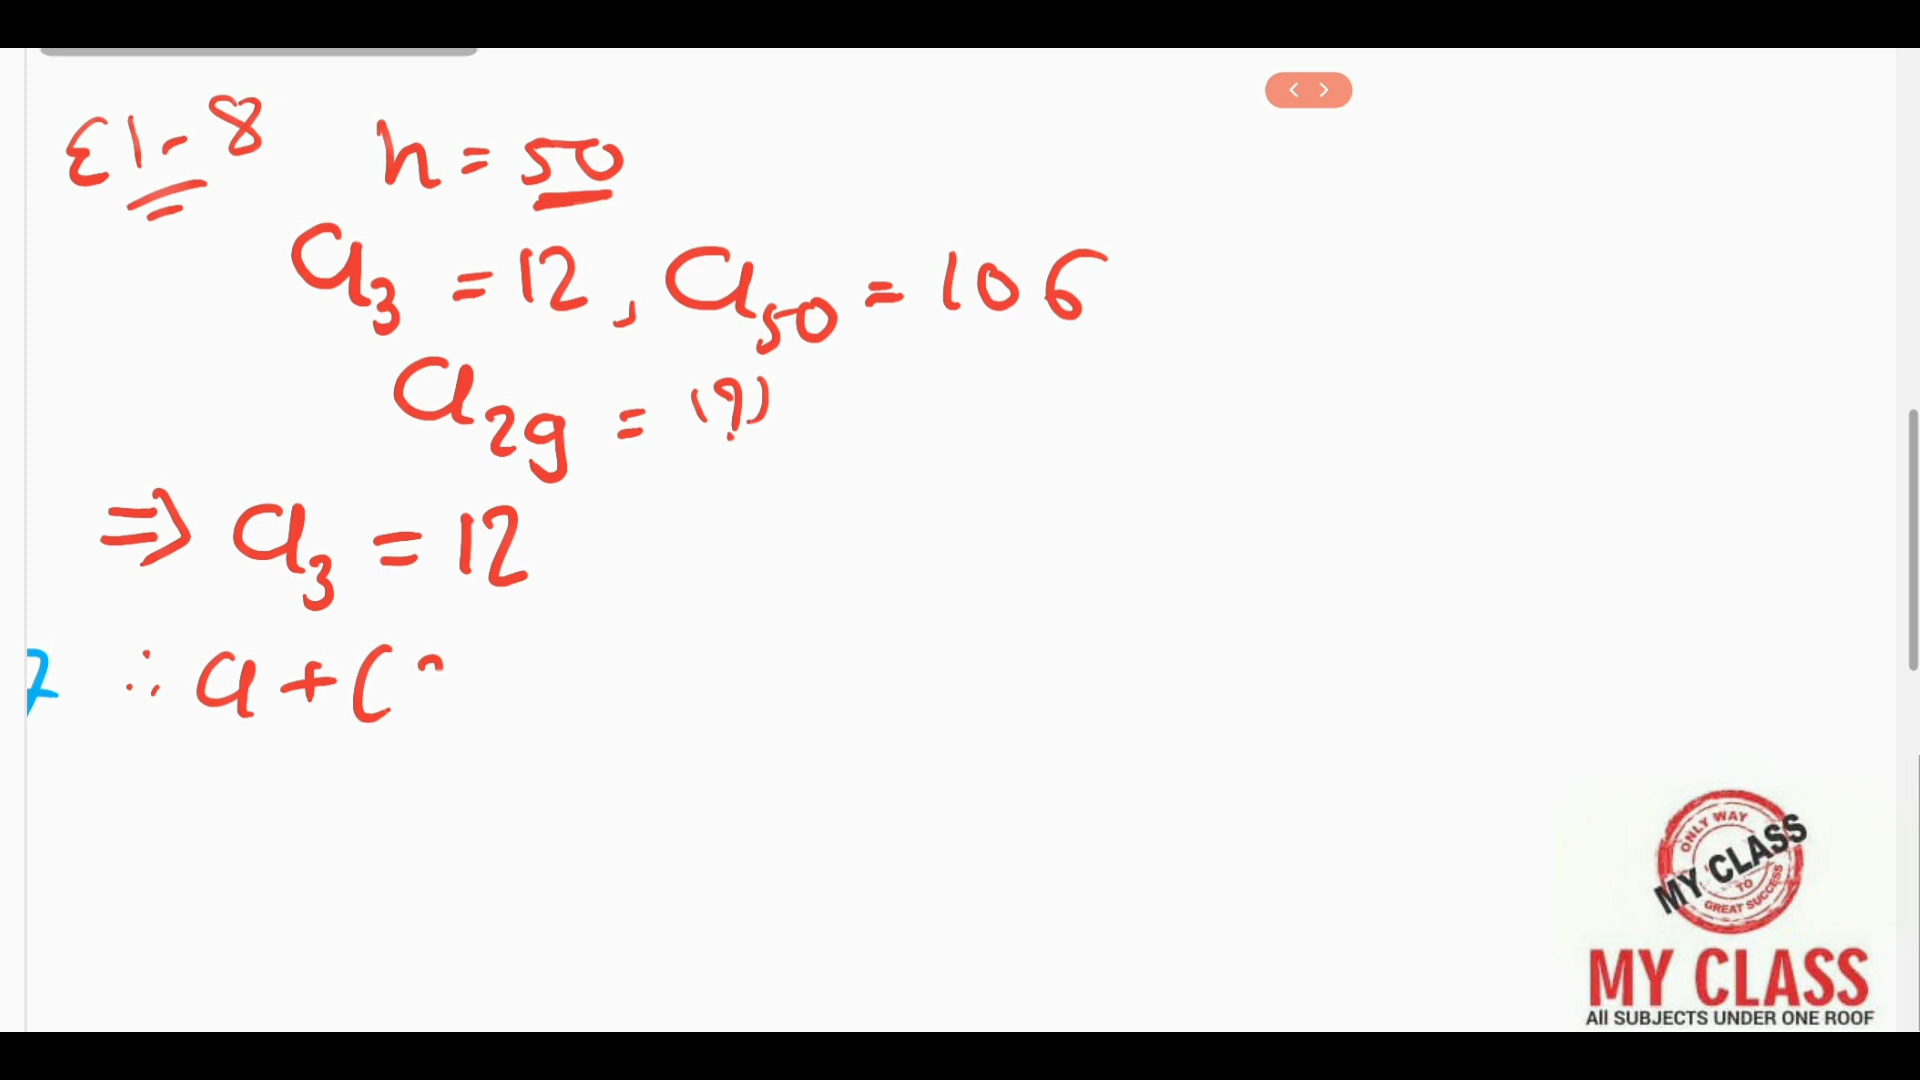 Σ1-8 n = 50
a₃ = 12, a₅₀ = 106
a₂₉ = (?)
⇒ a₃ = 12
∴ a + (
ONLY WAY
MY CLASS
TO
GREAT SUCCESS
MY CLASS
All SUBJECTS UNDER ONE ROOF